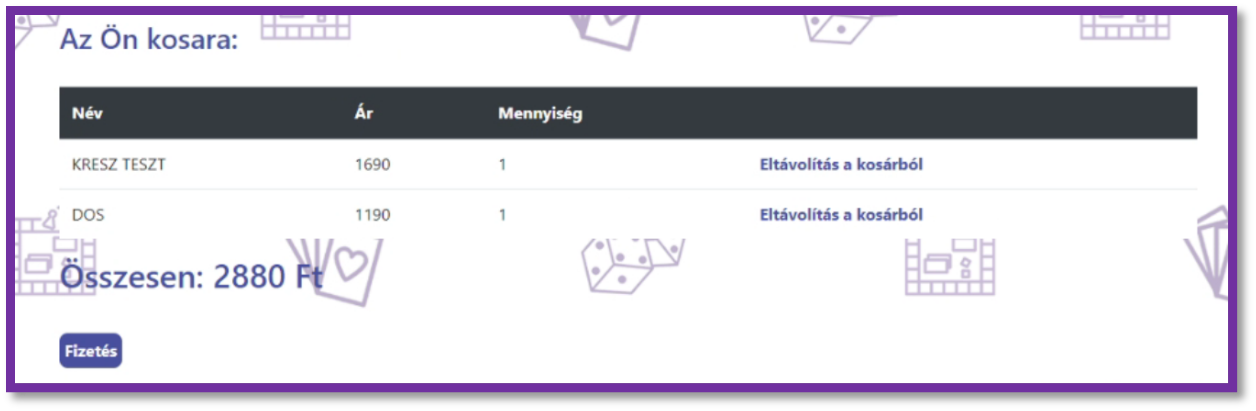 Az Ön kosara:
Név Ár Mennyiség
KRESZ TESZT 1690 1 Eltávolítás a kosárból
DOS 1190 1 Eltávolítás a kosárból
Összesen: 2880 Ft
Fizetés